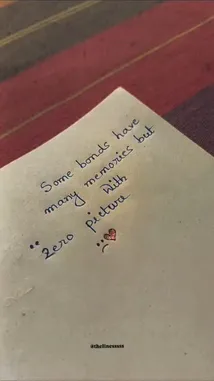 Some bonds have
many memories but
with
zero picture